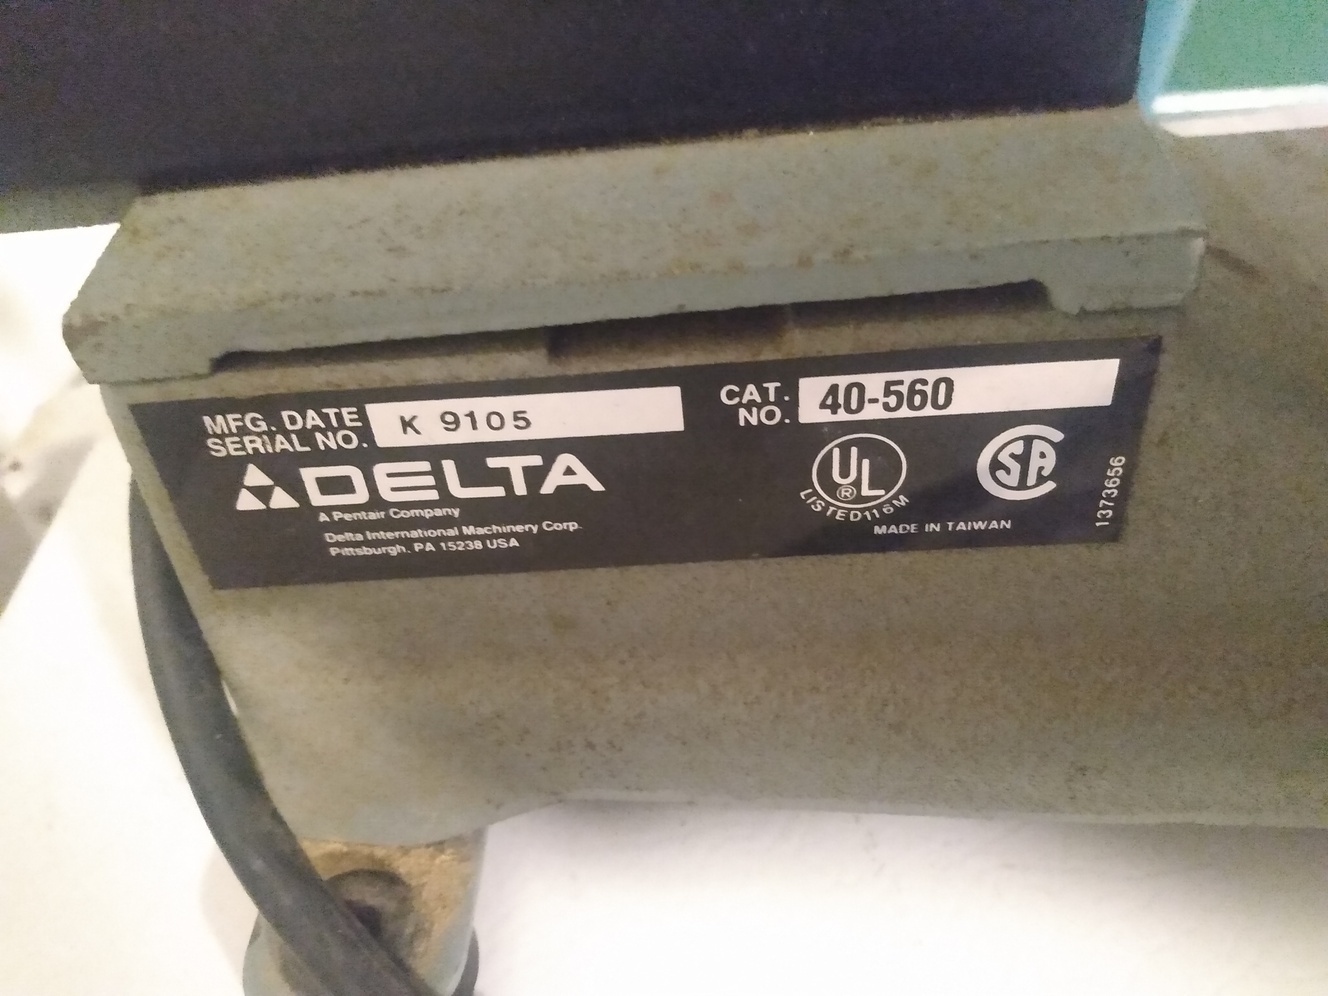 MFG. DATE
SERIAL NO.
K 9105
CAT.
NO.
40-560
DELTA
A Pentair Company
Delta International Machinery Corp.
Pittsburgh, PA 15238 USA
UL
®
LISTED 116M
SA
MADE IN TAIWAN
1373656